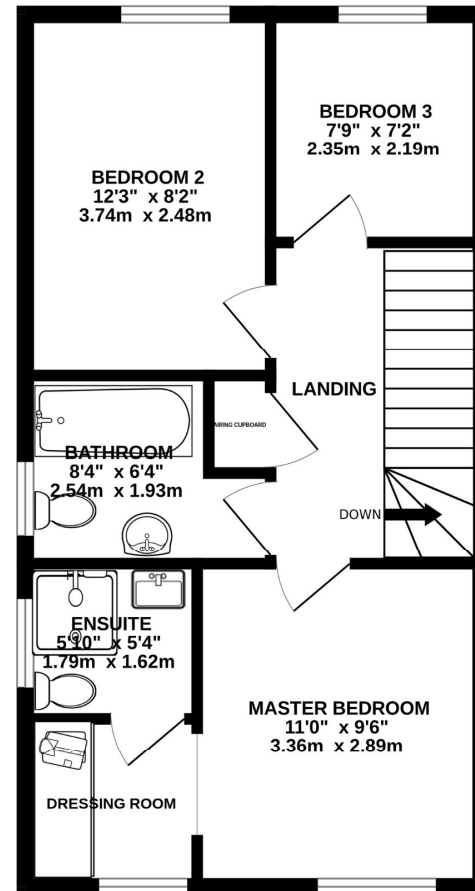 BEDROOM 3
7'9" x 7'2"
2.35m x 2.19m
BEDROOM 2
12'3" x 8'2"
3.74m x 2.48m
LANDING
AIRING CUPBOARD
BATHROOM
8'4" x 6'4"
2.54m x 1.93m
DOWN
ENSUITE
5'10" x 5'4"
1.79m x 1.62m
MASTER BEDROOM
11'0" x 9'6"
3.36m x 2.89m
DRESSING ROOM